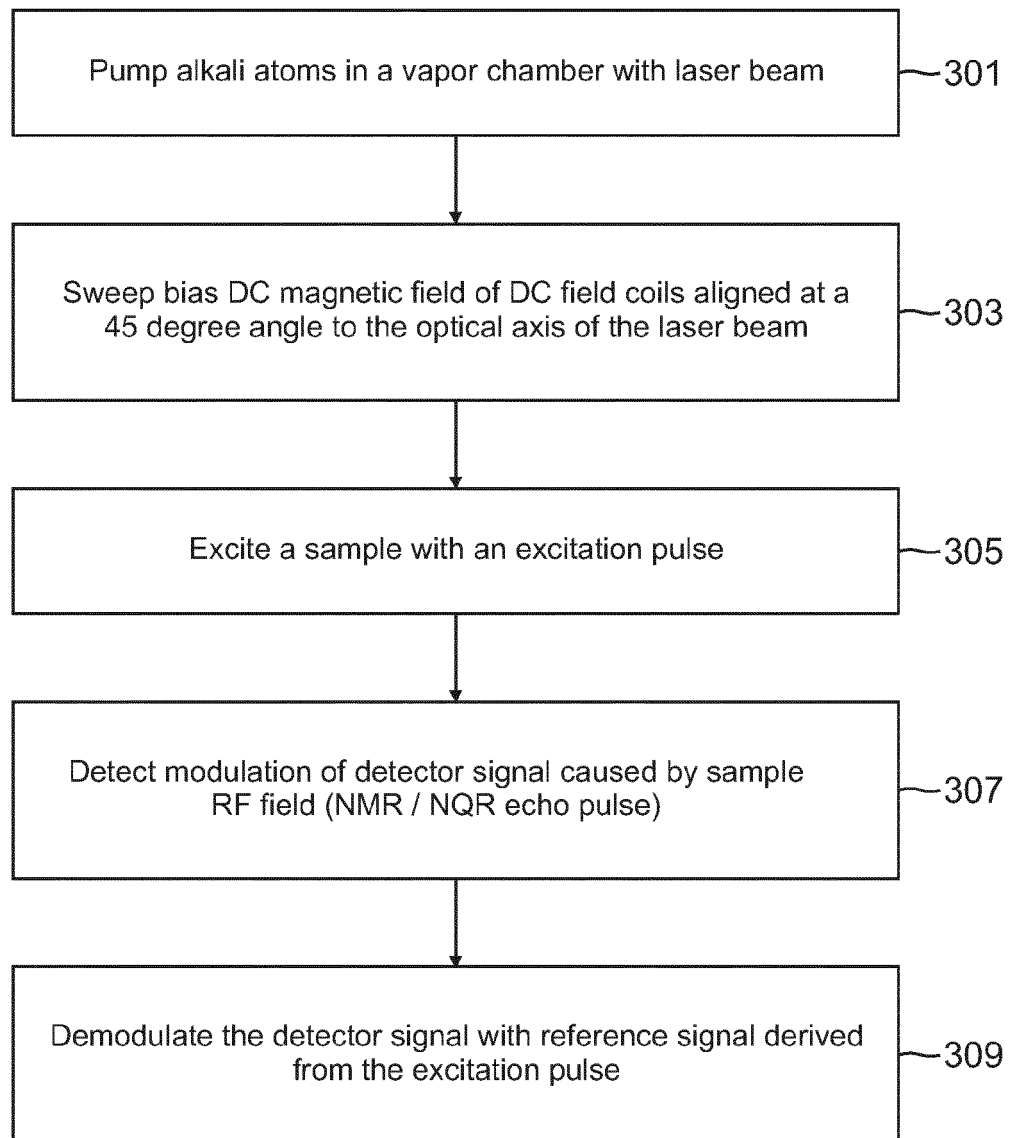 Pump alkali atoms in a vapor chamber with laser beam
301
Sweep bias DC magnetic field of DC field coils aligned at a
45 degree angle to the optical axis of the laser beam
303
Excite a sample with an excitation pulse
305
Detect modulation of detector signal caused by sample
RF field (NMR / NQR echo pulse)
307
Demodulate the detector signal with reference signal derived
from the excitation pulse
309